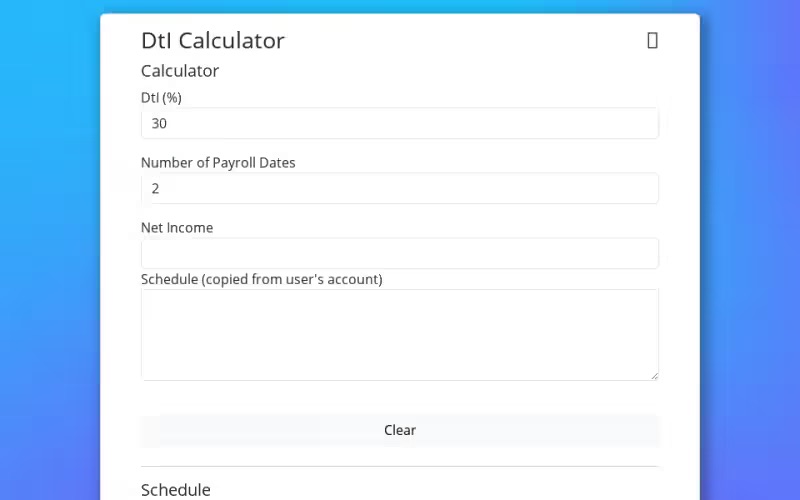 DtI Calculator
Calculator
DtI (%)
30
Number of Payroll Dates
2
Net Income
Schedule (copied from user's account)
Clear
Schedule